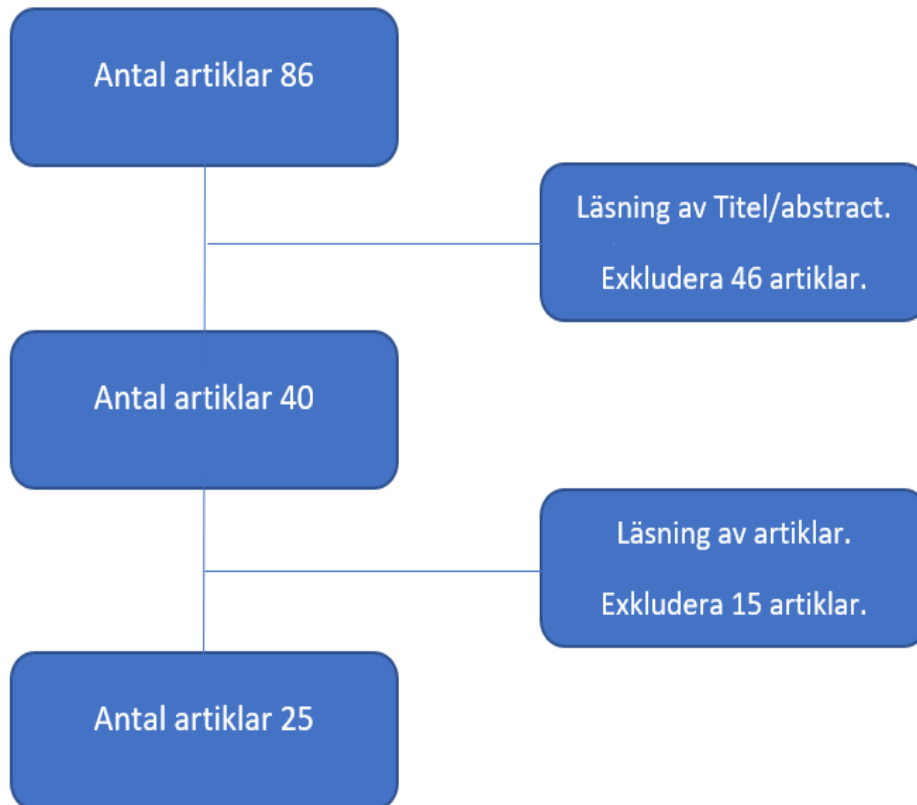 Antal artiklar 86
Läsning av Titel/abstract.
Exkludera 46 artiklar.
Antal artiklar 40
Läsning av artiklar.
Exkludera 15 artiklar.
Antal artiklar 25